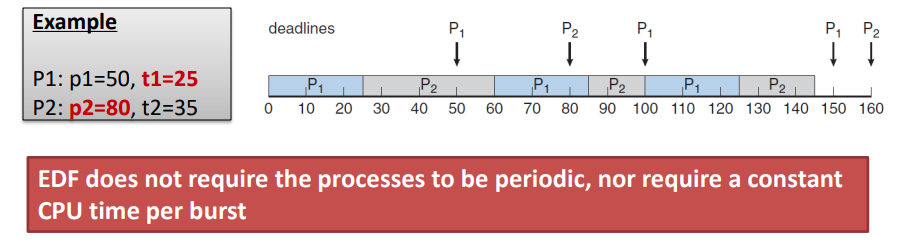 Example
P1: p1=50, t1=25
P2: p2=80, t2=35
deadlines P1 P2 P1 P1 P2
P1 P2 P1 P2 P1 P2
0 10 20 30 40 50 60 70 80 90 100 110 120 130 140 150 160
EDF does not require the processes to be periodic, nor require a constant
CPU time per burst